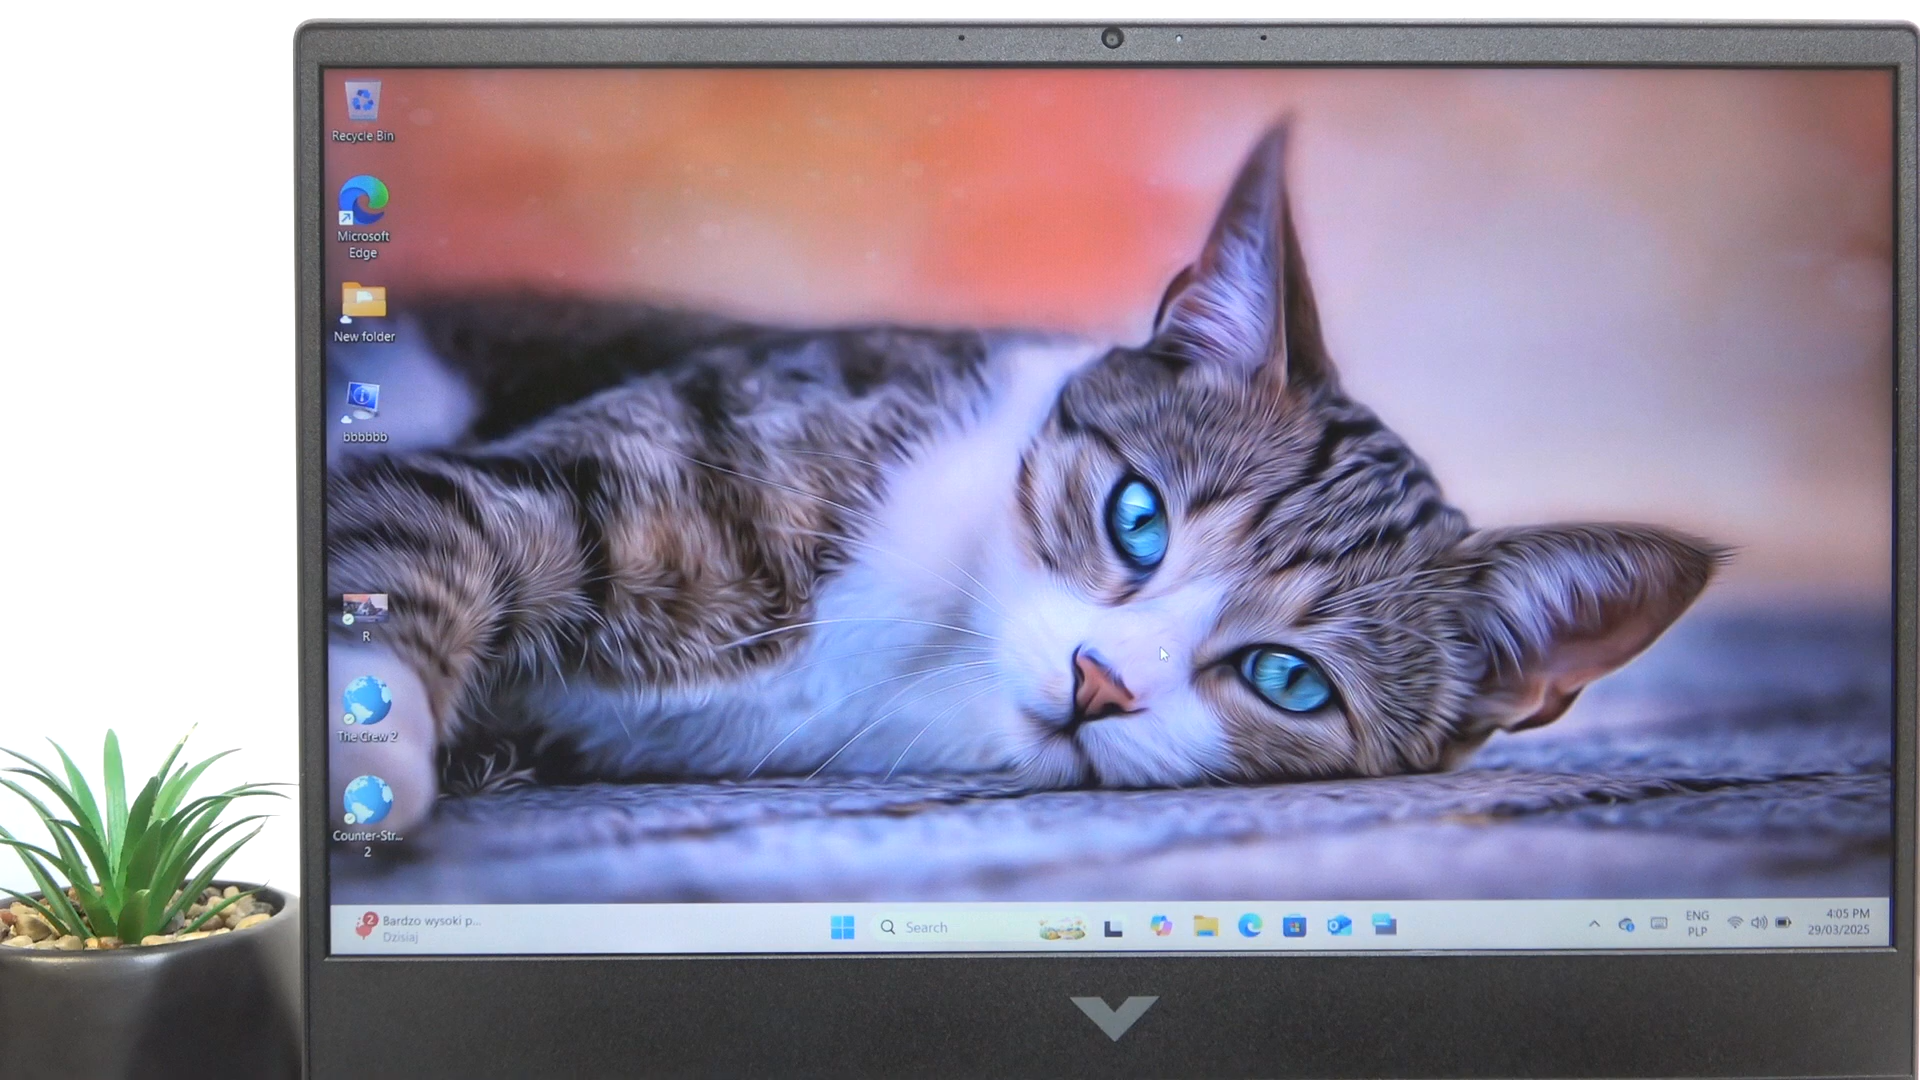 Recycle Bin
Microsoft
Edge
New folder
bbbbbb
R
The Crew 2
Counter-Str...
2
2
Bardzo wysoki p...
Dzisiaj
Search
ENG
PLP
4:05 PM
29/03/2025